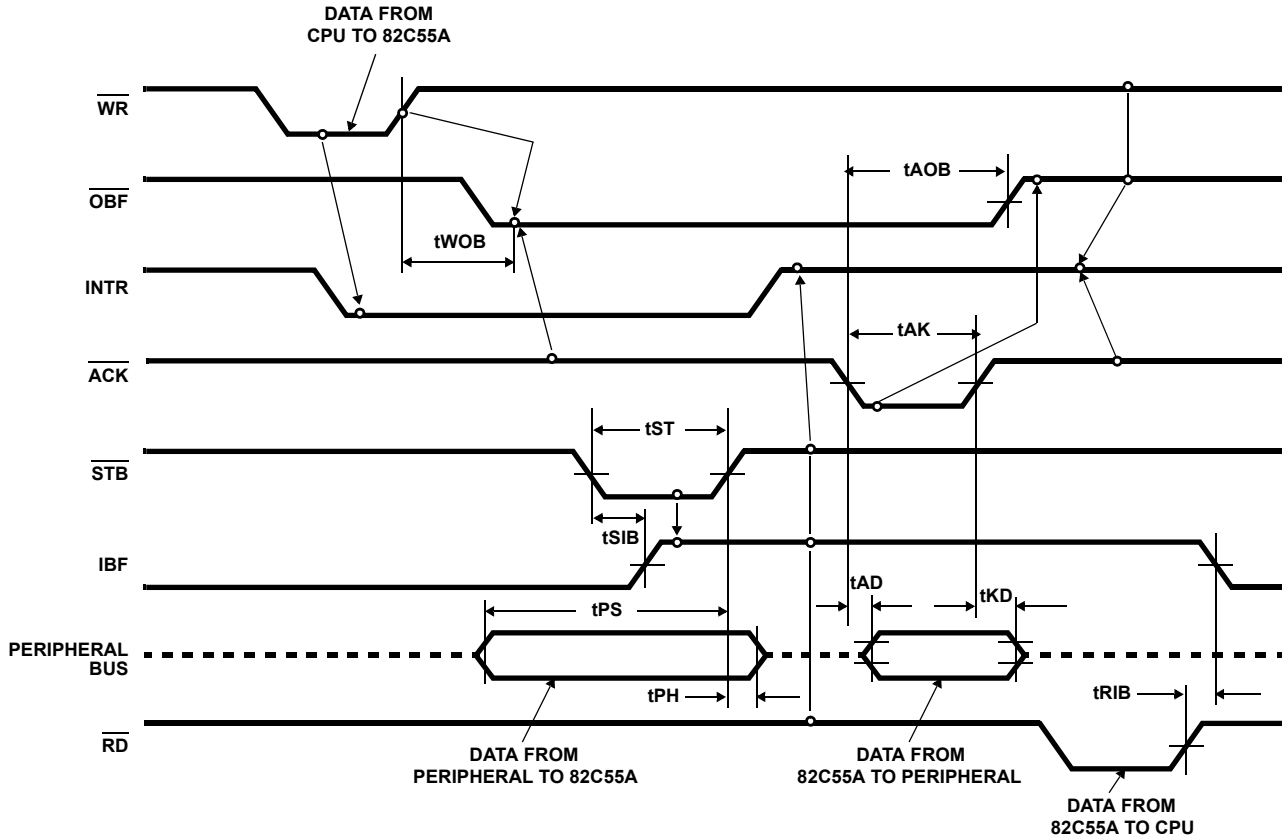 DATA FROM
CPU TO 82C55A
WR
OBF
tAOB
tWOB
INTR
tAK
ACK
tST
STB
tSIB
IBF
tAD
tKD
tPS
PERIPHERAL
BUS
tPH
tRIB
RD
DATA FROM
PERIPHERAL TO 82C55A
DATA FROM
82C55A TO PERIPHERAL
DATA FROM
82C55A TO CPU